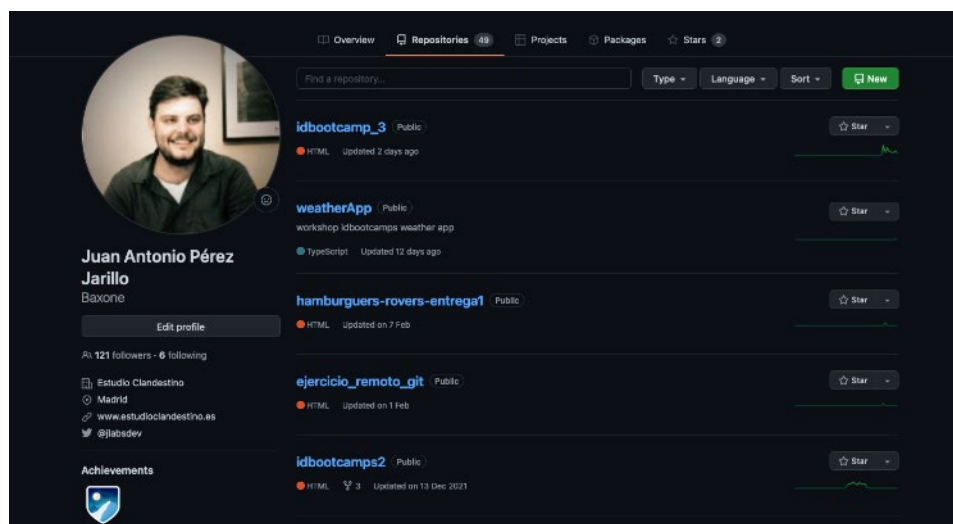 Overview Repositories 49 Projects Packages Stars 2
Find a repository... Type Language Sort New
idbootcamp_3 Public Star
HTML Updated 2 days ago
weatherApp Public Star
workshop idbootcamps weather app
TypeScript Updated 12 days ago
hamburguers-rovers-entrega1 Public Star
HTML Updated on 7 Feb
ejercicio_remoto_git Public Star
HTML Updated on 1 Feb
idbootcamps2 Public Star
HTML 3 Updated on 13 Dec 2021
Juan Antonio Pérez
Jarillo
Baxone
Edit profile
121 followers · 6 following
Estudio Clandestino
Madrid
www.estudioclandestino.es
@jlabsdev
Achievements